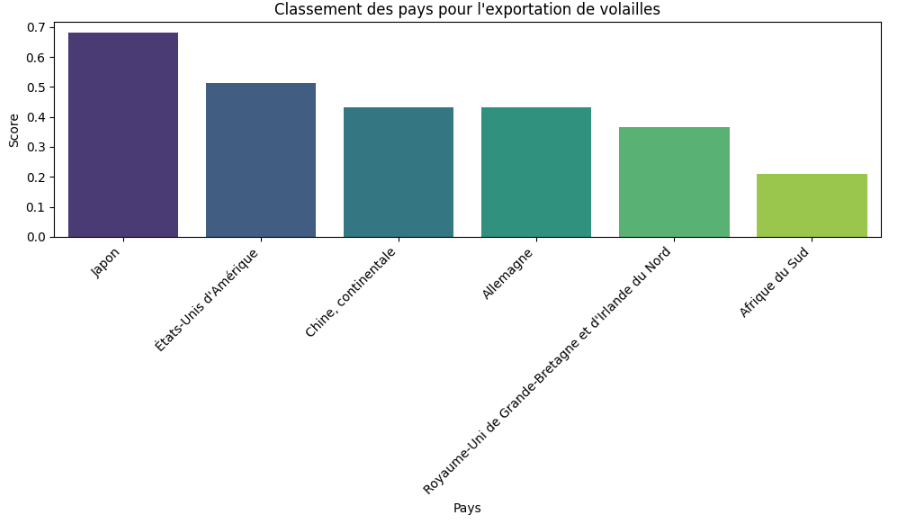 Classement des pays pour l'exportation de volailles
Score
0.7
0.6
0.5
0.4
0.3
0.2
0.1
0.0
Japon
États-Unis d'Amérique
Chine, continentale
Allemagne
Royaume-Uni de Grande-Bretagne et d'Irlande du Nord
Afrique du Sud
Pays